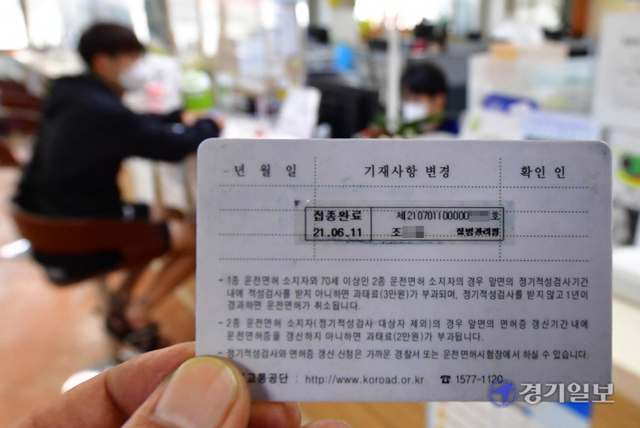 년 월 일 기재사항 변경 확 인 인
접종완료 제210701100000 호
21.06.11 조 질병관리청
- 1종 운전면허 소지자와 70세 이상인 2종 운전면허 소지자의 경우 앞면의 정기적성검사기간
내에 적성검사를 받지 아니하면 과태료(3만원)가 부과되며, 정기적성검사를 받지 않고 1년이
경과하면 운전면허가 취소됩니다.
- 2종 운전면허 소지자(정기적성검사 대상자 제외)의 경우 앞면의 면허증 갱신기간 내에
운전면허증을 갱신하지 아니하면 과태료(2만원)가 부과됩니다.
- 정기적성검사와 면허증 갱신 신청은 가까운 경찰서 또는 운전면허시험장에서 하실 수 있습니다.
교통공단 : http://www.koroad.or.kr ☎ 1577-1120
경기일보